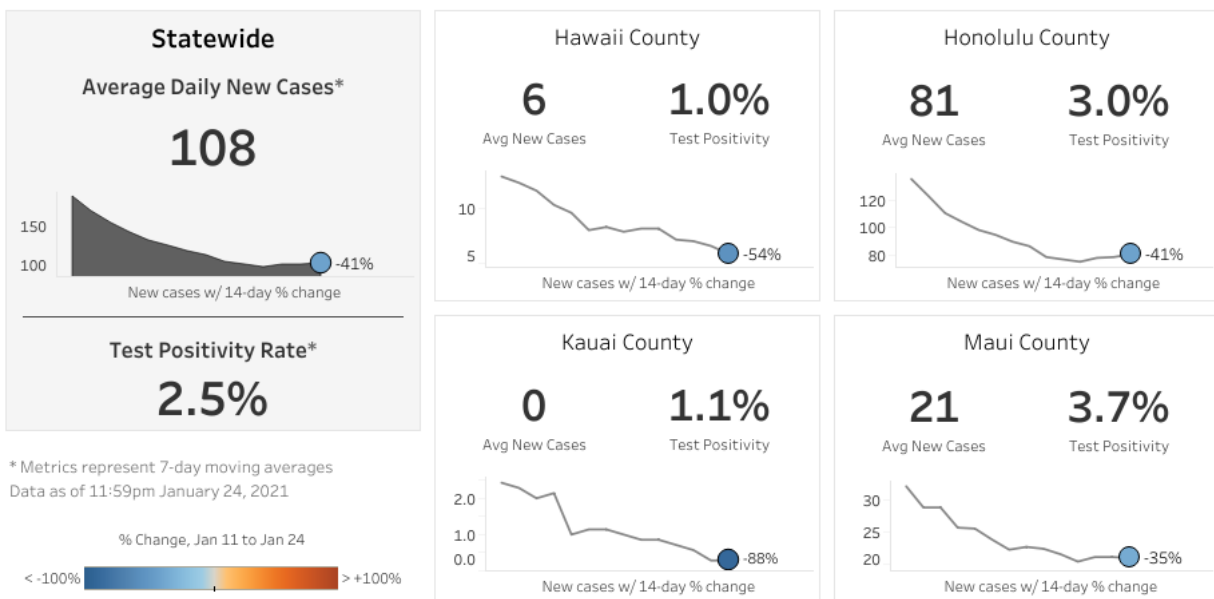 Statewide
Average Daily New Cases*
108
150
100
-41%
New cases w/ 14-day % change
Test Positivity Rate*
2.5%
* Metrics represent 7-day moving averages
Data as of 11:59pm January 24, 2021
% Change, Jan 11 to Jan 24
< -100% > +100%
Hawaii County
6 1.0%
Avg New Cases Test Positivity
10
5
-54%
New cases w/ 14-day % change
Honolulu County
81 3.0%
Avg New Cases Test Positivity
120
100
80
-41%
New cases w/ 14-day % change
Kauai County
0 1.1%
Avg New Cases Test Positivity
2.0
1.0
0.0
-88%
New cases w/ 14-day % change
Maui County
21 3.7%
Avg New Cases Test Positivity
30
25
20
-35%
New cases w/ 14-day % change